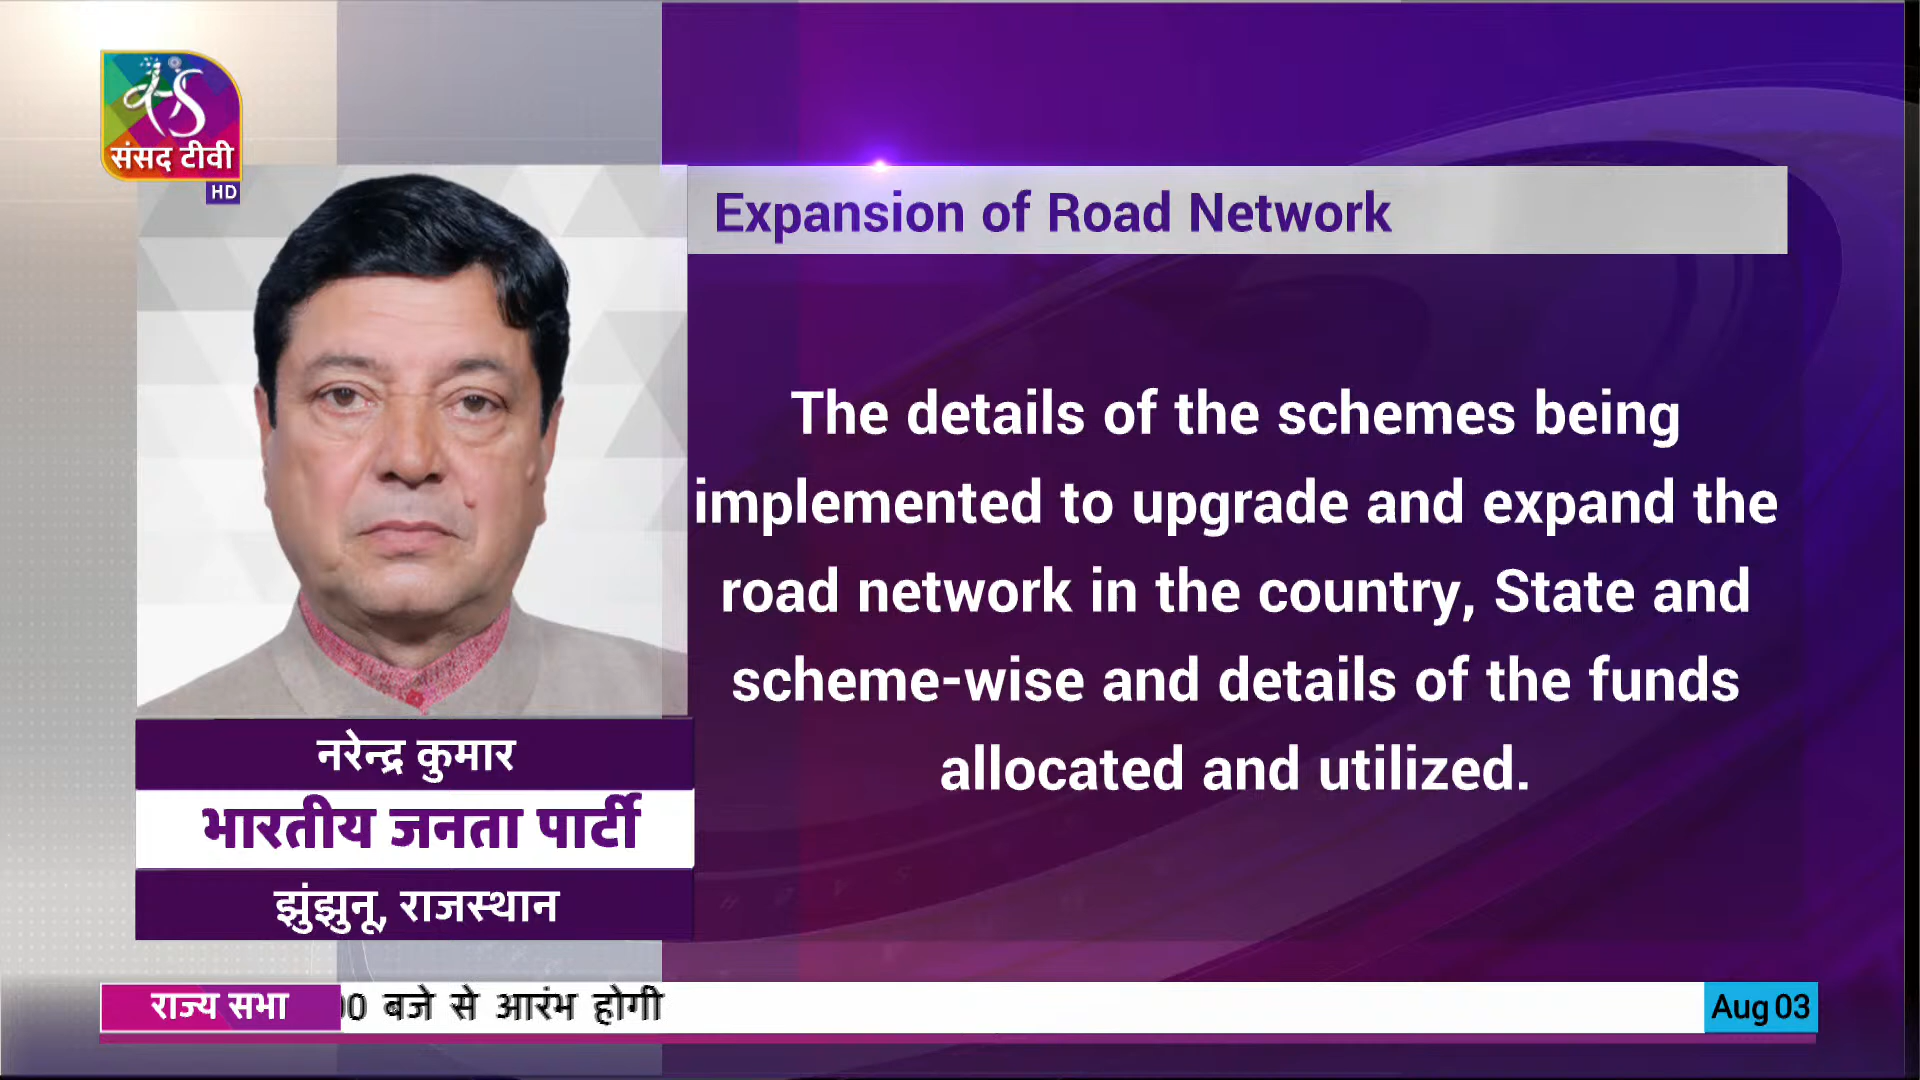 संसद टीवी
HD
Expansion of Road Network
The details of the schemes being
implemented to upgrade and expand the
road network in the country, State and
scheme-wise and details of the funds
allocated and utilized.
नरेन्द्र कुमार
भारतीय जनता पार्टी
झुंझुनू, राजस्थान
राज्य सभा
00 बजे से आरंभ होगी
Aug 03